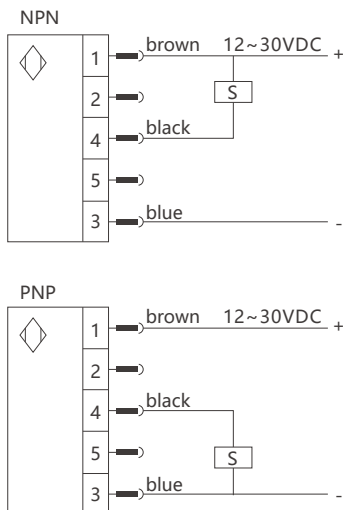 NPN
1 brown 12~30VDC +
S
2
4 black
5
3 blue -
PNP
1 brown 12~30VDC +
2
4 black
5
S
3 blue -